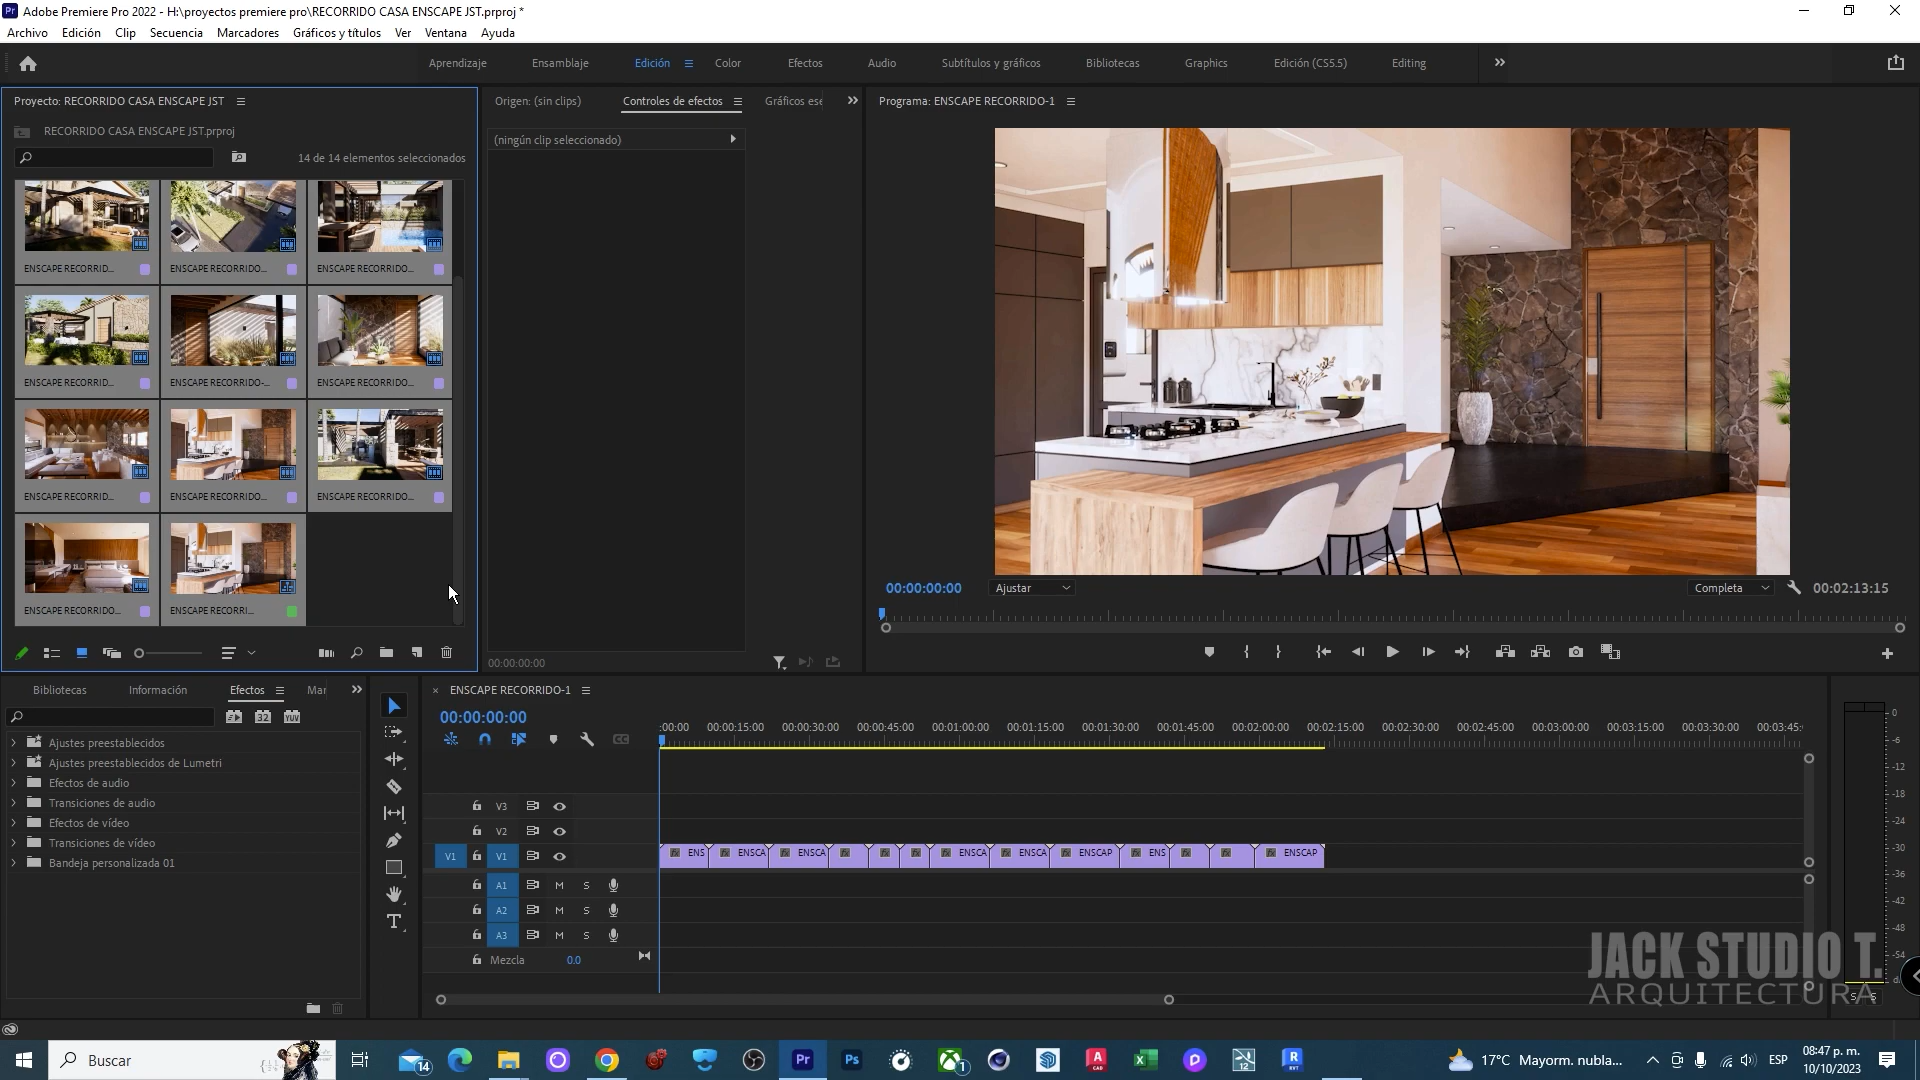 Adobe Premiere Pro 2022 - H:\proyectos premiere pro\RECORRIDO CASA ENSCAPE JST.prproj *
Archivo Edición Clip Secuencia Marcadores Gráficos y títulos Ver Ventana Ayuda
Aprendizaje Ensamblaje Edición Color Efectos Audio Subtítulos y gráficos Bibliotecas Graphics Edición (CS5.5) Editing
Proyecto: RECORRIDO CASA ENSCAPE JST
RECORRIDO CASA ENSCAPE JST.prproj
14 de 14 elementos seleccionados
ENSCAPE RECORRID... ENSCAPE RECORRIDO... ENSCAPE RECORRIDO...
ENSCAPE RECORRID... ENSCAPE RECORRIDO-... ENSCAPE RECORRIDO...
ENSCAPE RECORRID... ENSCAPE RECORRIDO... ENSCAPE RECORRIDO...
ENSCAPE RECORRIDO... ENSCAPE RECORRI...
Origen: (sin clips) Controles de efectos Gráficos ese
(ningún clip seleccionado)
00:00:00:00
Programa: ENSCAPE RECORRIDO-1
00:00:00:00 Ajustar Completa 00:02:13:15
Bibliotecas Información Efectos Mar
32 YUV
Ajustes preestablecidos
Ajustes preestablecidos de Lumetri
Efectos de audio
Transiciones de audio
Efectos de vídeo
Transiciones de vídeo
Bandeja personalizada 01
× ENSCAPE RECORRIDO-1
00:00:00:00
:00:00 00:00:15:00 00:00:30:00 00:00:45:00 00:01:00:00 00:01:15:00 00:01:30:00 00:01:45:00 00:02:00:00 00:02:15:00 00:02:30:00 00:02:45:00 00:03:00:00 00:03:15:00 00:03:30:00 00:03:45:
V3
V2
V1 V1 ENS ENSCA ENSCA ENSCA ENSCA ENSCAP ENS ENSCAP
A1 M S
A2 M S
A3 M S
Mezcla 0.0
0
-6
-12
-18
-24
-30
-36
-42
-48
-54
S S
JACK STUDIO T.
ARQUITECTURA
Buscar
14
Pr
Ps
1
12
17°C Mayorm. nubla...
ESP
08:47 p. m.
10/10/2023